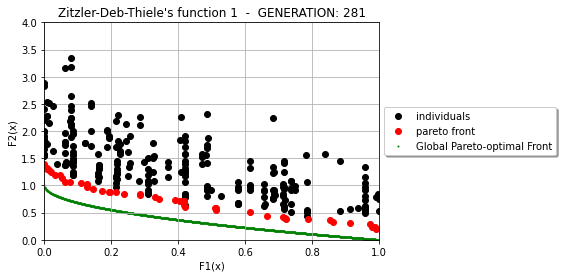 Zitzler-Deb-Thiele's function 1 - GENERATION: 281
4.0
3.5
3.0
2.5
2.0
1.5
1.0
0.5
0.0
F2(x)
0.0 0.2 0.4 0.6 0.8 1.0
F1(x)
individuals
pareto front
Global Pareto-optimal Front